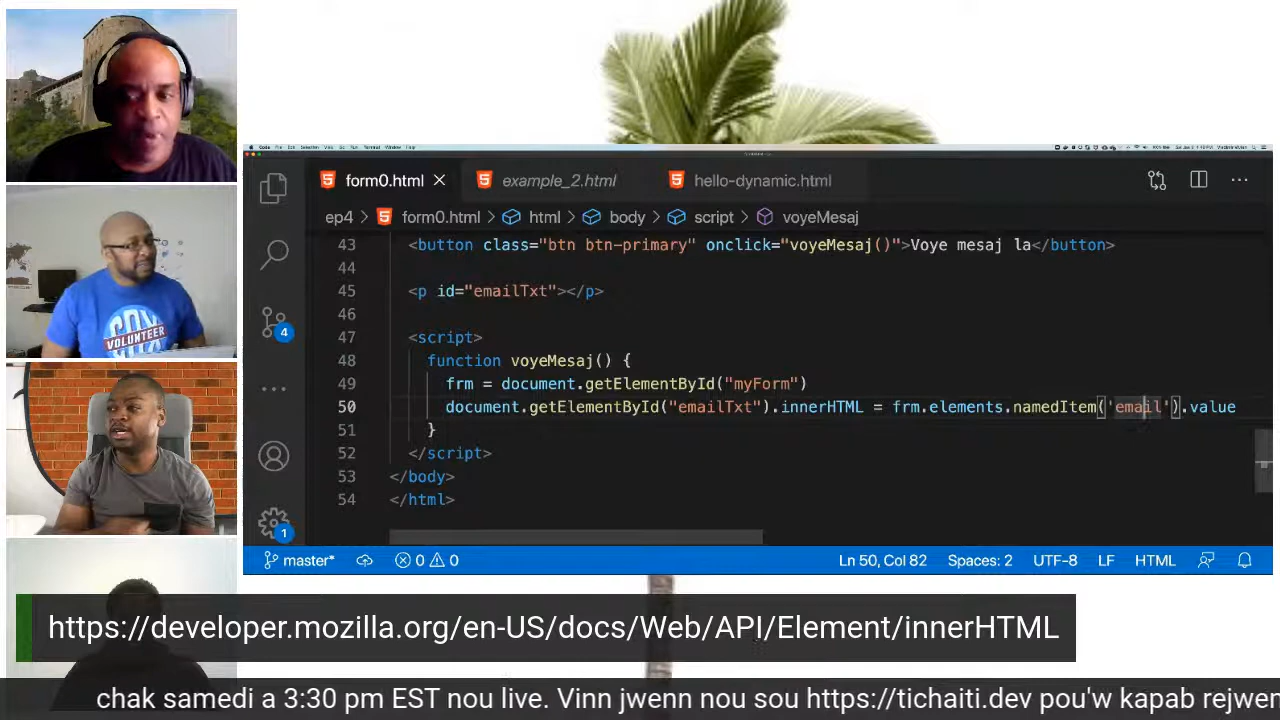 form0.html
example_2.html
hello-dynamic.html
ep4 > form0.html > html > body > script > voyeMesaj
43 <button class="btn btn-primary" onclick="voyeMesaj()">Voye mesaj la</button>
44
45 <p id="emailTxt"></p>
46
47 <script>
48 function voyeMesaj() {
49 frm = document.getElementById("myForm")
50 document.getElementById("emailTxt").innerHTML = frm.elements.namedItem('email').value
51 }
52 </script>
53 </body>
54 </html>
4
1
master* 0 0 Ln 50, Col 82 Spaces: 2 UTF-8 LF HTML
VOLUNTEER
https://developer.mozilla.org/en-US/docs/Web/API/Element/innerHTML
chak samedi a 3:30 pm EST nou live. Vinn jwenn nou sou https://tichaiti.dev pou'w kapab rejwen